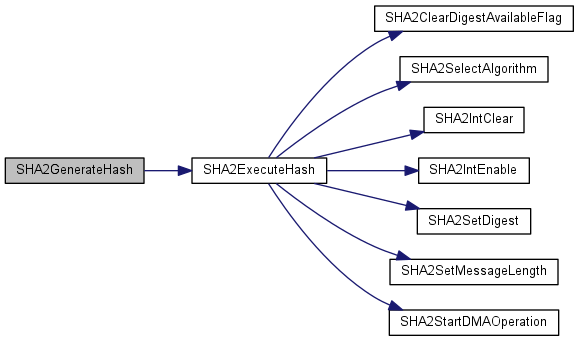 SHA2GenerateHash
SHA2ExecuteHash
SHA2ClearDigestAvailableFlag
SHA2SelectAlgorithm
SHA2IntClear
SHA2IntEnable
SHA2SetDigest
SHA2SetMessageLength
SHA2StartDMAOperation